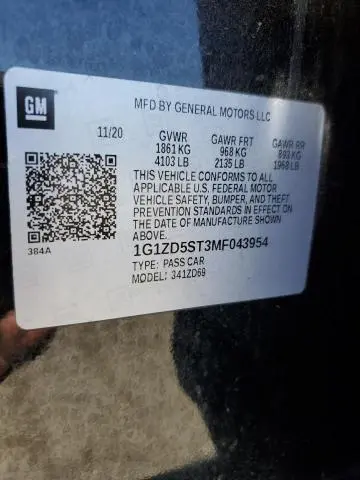 GM
MFD BY GENERAL MOTORS LLC
11/20 GVWR GAWR FRT GAWR RR
1861 KG 968 KG 893 KG
4103 LB 2135 LB 1968 LB
THIS VEHICLE CONFORMS TO ALL
APPLICABLE U.S. FEDERAL MOTOR
VEHICLE SAFETY, BUMPER, AND THEFT
PREVENTION STANDARDS IN EFFECT ON
THE DATE OF MANUFACTURE SHOWN
ABOVE.
384A
1G1ZD5ST3MF043954
TYPE: PASS CAR
MODEL: 341ZD69